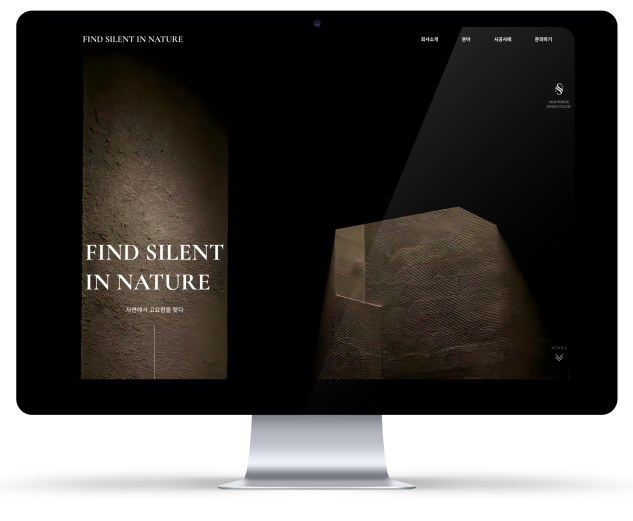 FIND SILENT IN NATURE
회사소개 분야 시공사례 문의하기
FIND SILENT
IN NATURE
자연에서 고요함을 찾다
SCROLL